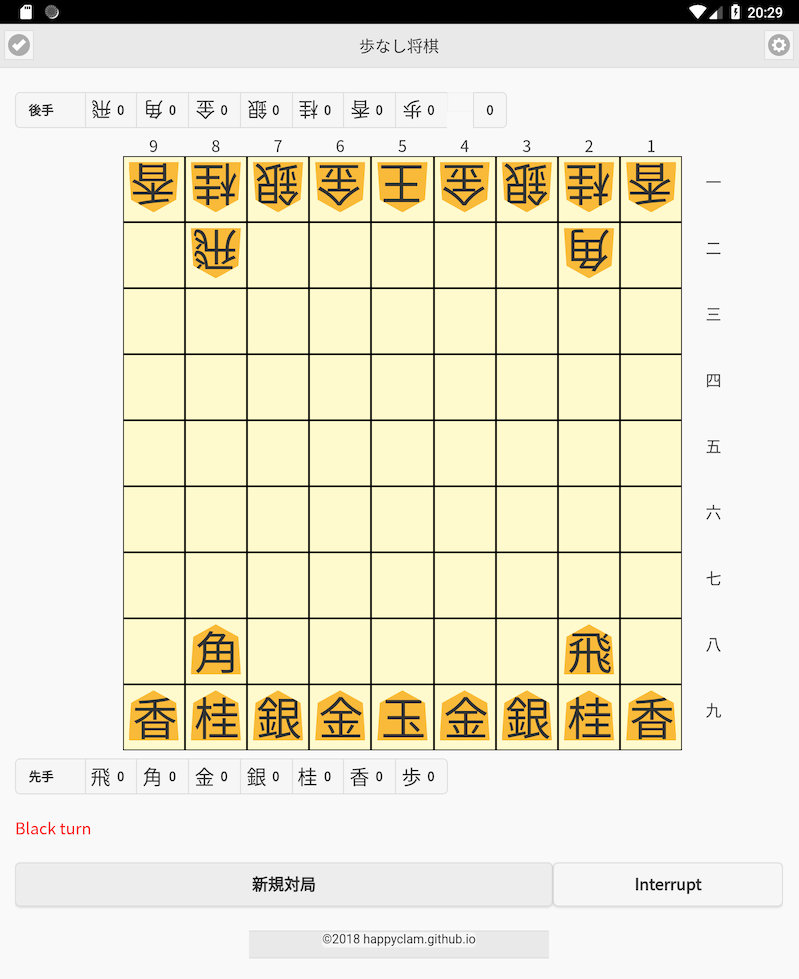 20:29
歩なし将棋
後手 飛 0 角 0 金 0 銀 0 桂 0 香 0 歩 0 0
9 8 7 6 5 4 3 2 1
香 桂 銀 金 王 金 銀 桂 香 一
飛 角 二
三
四
五
六
七
角 飛 八
香 桂 銀 金 玉 金 銀 桂 香 九
先手 飛 0 角 0 金 0 銀 0 桂 0 香 0 歩 0
Black turn
新規対局 Interrupt
©2018 happyclam.github.io